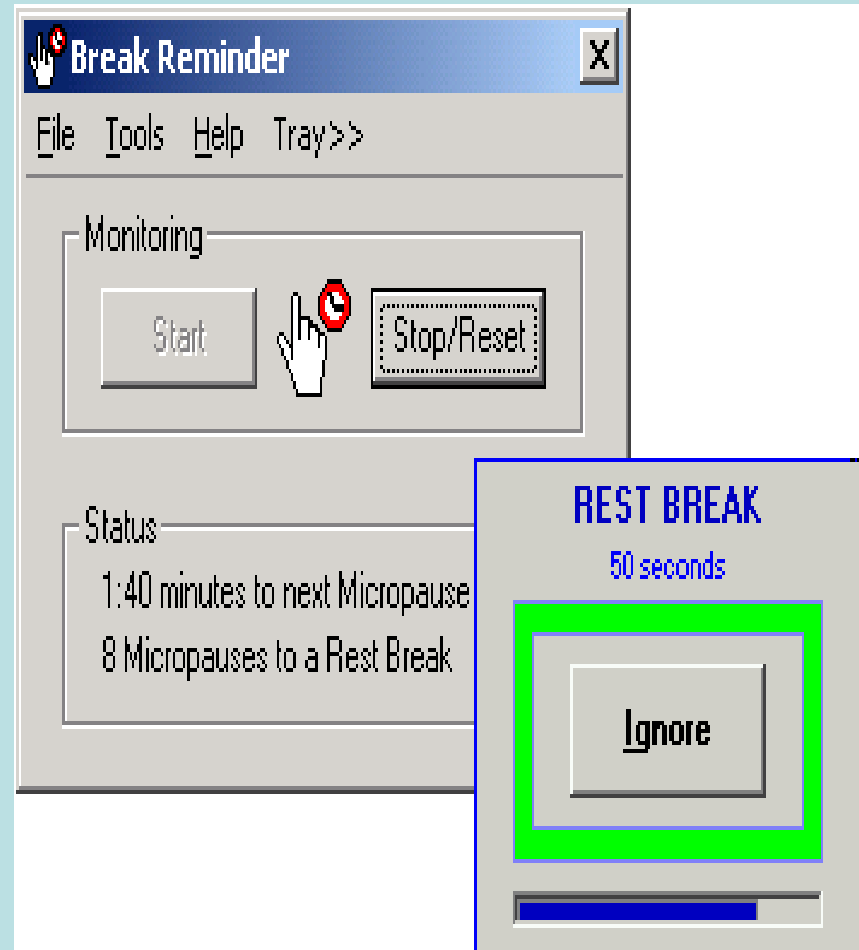 Break Reminder
File Tools Help Tray>>
Monitoring
Start Stop/Reset
Status
1:40 minutes to next Micropause
8 Micropauses to a Rest Break
REST BREAK
50 seconds
Ignore